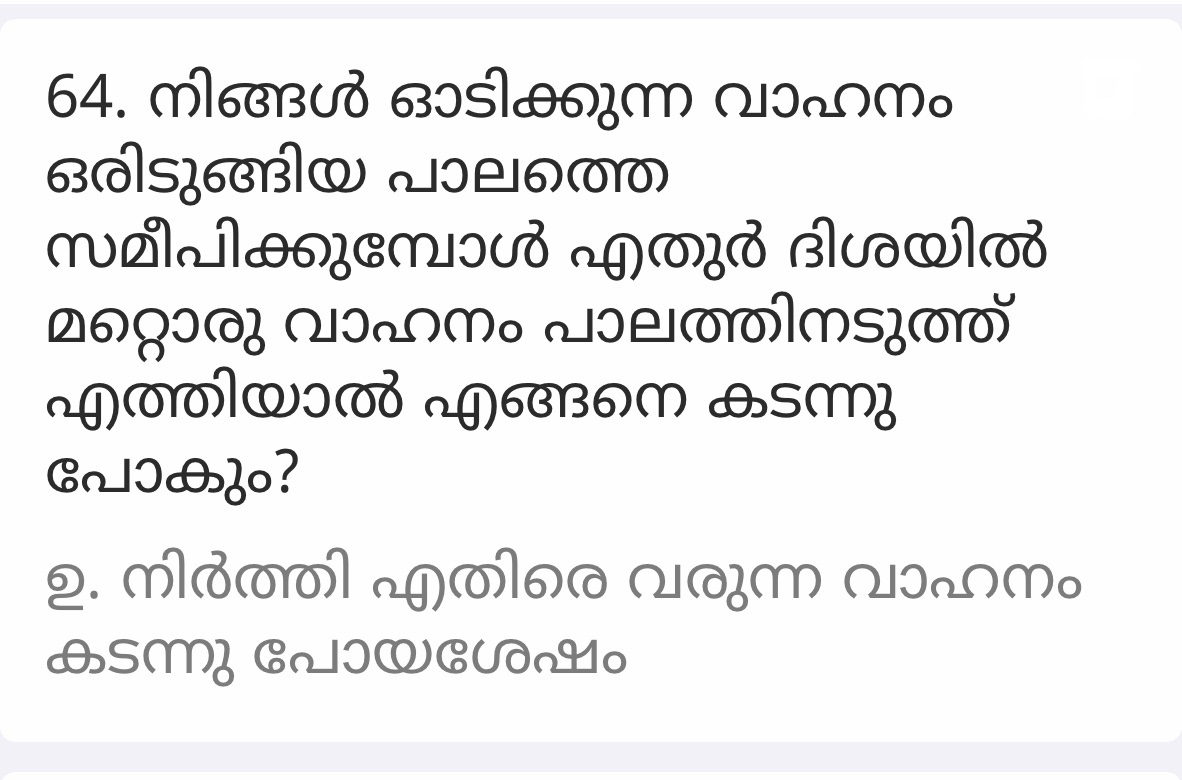 64. നിങ്ങൾ ഓടിക്കുന്ന വാഹനം
ഒരിടുങ്ങിയ പാലത്തെ
സമീപിക്കുമ്പോൾ എതുർ ദിശയിൽ
മറ്റൊരു വാഹനം പാലത്തിനടുത്ത്
എത്തിയാൽ എങ്ങനെ കടന്നു
പോകും?
ഉ. നിർത്തി എതിരെ വരുന്ന വാഹനം
കടന്നു പോയശേഷം